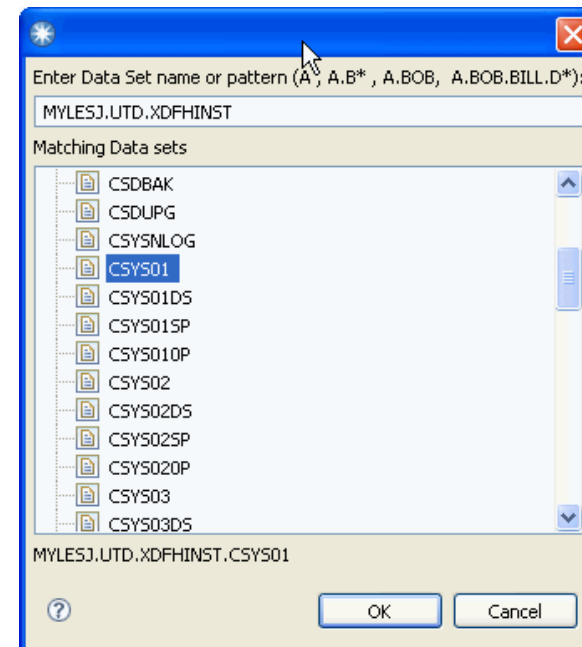 Enter Data Set name or pattern (A , A.B* , A.BOB, A.BOB.BILL.D*):
MYLESJ.UTD.XDFHINST
Matching Data sets
CSDBAK
CSDUPG
CSYSNLOG
CSYS01
CSYS01DS
CSYS01SP
CSYS010P
CSYS02
CSYS02DS
CSYS02SP
CSYS020P
CSYS03
CSYS03DS
MYLESJ.UTD.XDFHINST.CSYS01
?
OK
Cancel